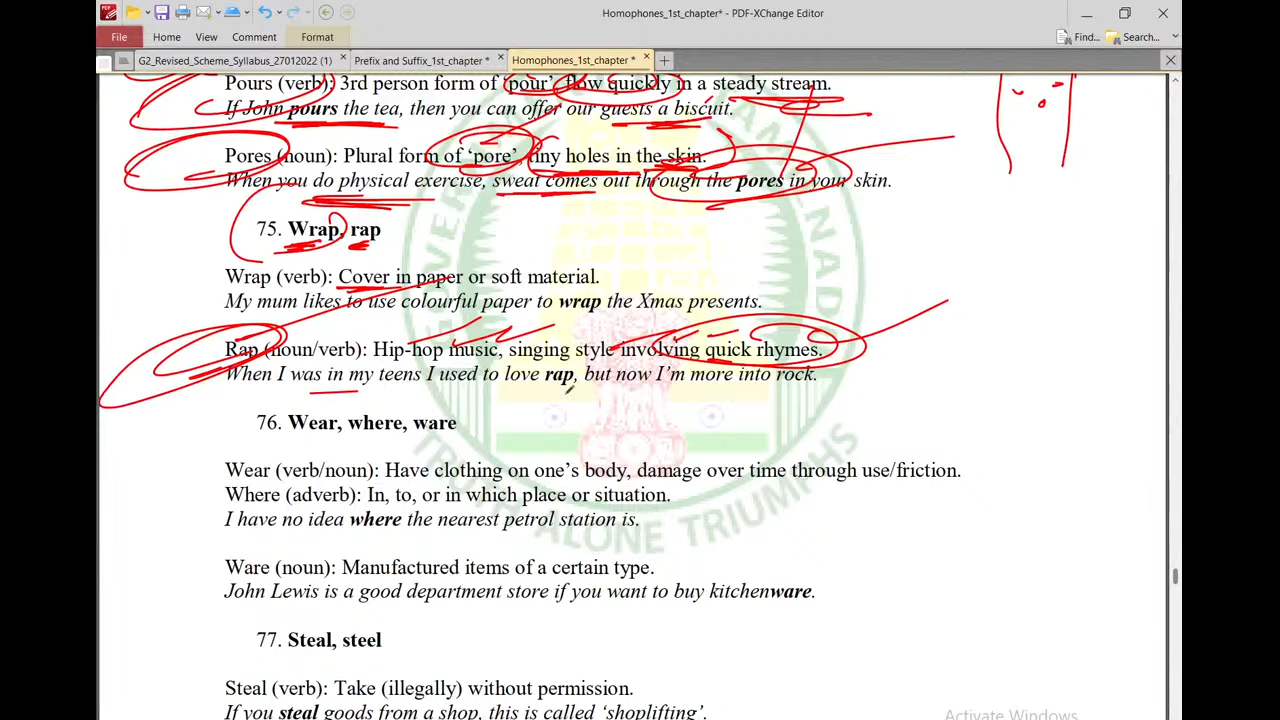 Homophones_1st_chapter* - PDF-XChange Editor
File Home View Comment Format Find... Search...
G2_Revised_Scheme_Syllabus_27012022 (1) Prefix and Suffix_1st_chapter * Homophones_1st_chapter *
Pours (verb): 3rd person form of ‘pour’, flow quickly in a steady stream.
If John pours the tea, then you can offer our guests a biscuit.
Pores (noun): Plural form of ‘pore’, tiny holes in the skin.
When you do physical exercise, sweat comes out through the pores in your skin.
75. Wrap, rap
Wrap (verb): Cover in paper or soft material.
My mum likes to use colourful paper to wrap the Xmas presents.
Rap (noun/verb): Hip-hop music, singing style involving quick rhymes.
When I was in my teens I used to love rap, but now I’m more into rock.
76. Wear, where, ware
Wear (verb/noun): Have clothing on one’s body, damage over time through use/friction.
Where (adverb): In, to, or in which place or situation.
I have no idea where the nearest petrol station is.
Ware (noun): Manufactured items of a certain type.
John Lewis is a good department store if you want to buy kitchenware.
77. Steal, steel
Steal (verb): Take (illegally) without permission.
If you steal goods from a shop, this is called ‘shoplifting’.
TRUTH ALONE TRIUMPHS
Activate Windows